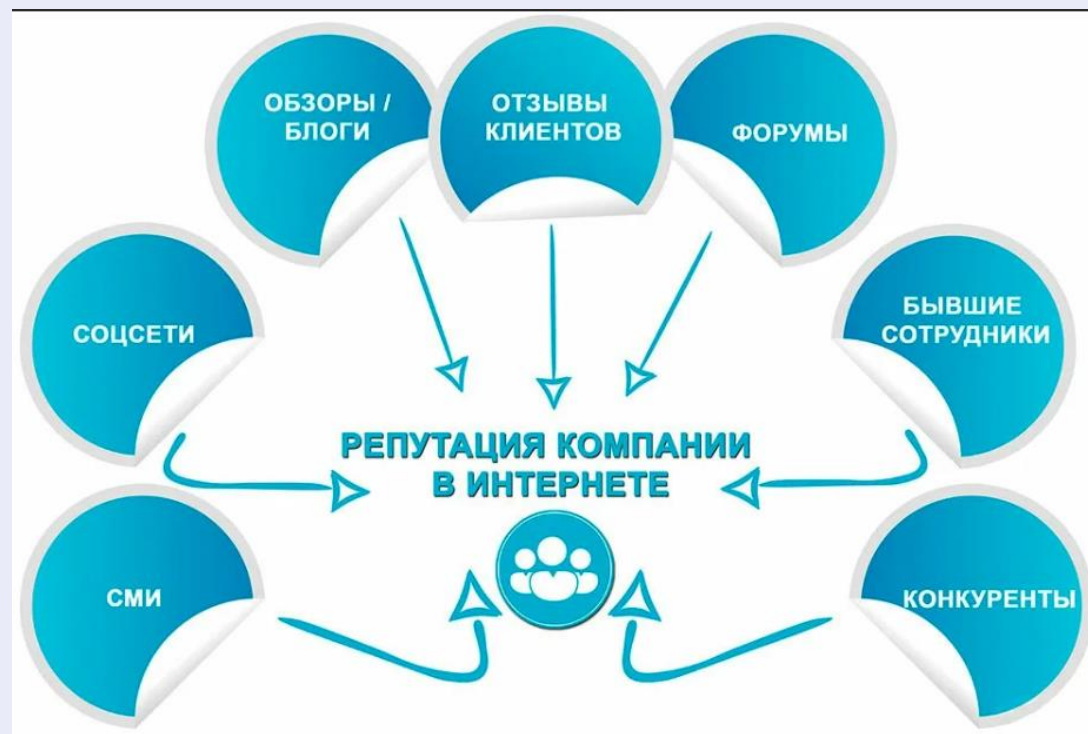 ОБЗОРЫ /
БЛОГИ
ОТЗЫВЫ
КЛИЕНТОВ
ФОРУМЫ
СОЦСЕТИ
БЫВШИЕ
СОТРУДНИКИ
РЕПУТАЦИЯ КОМПАНИИ
В ИНТЕРНЕТЕ
СМИ
КОНКУРЕНТЫ